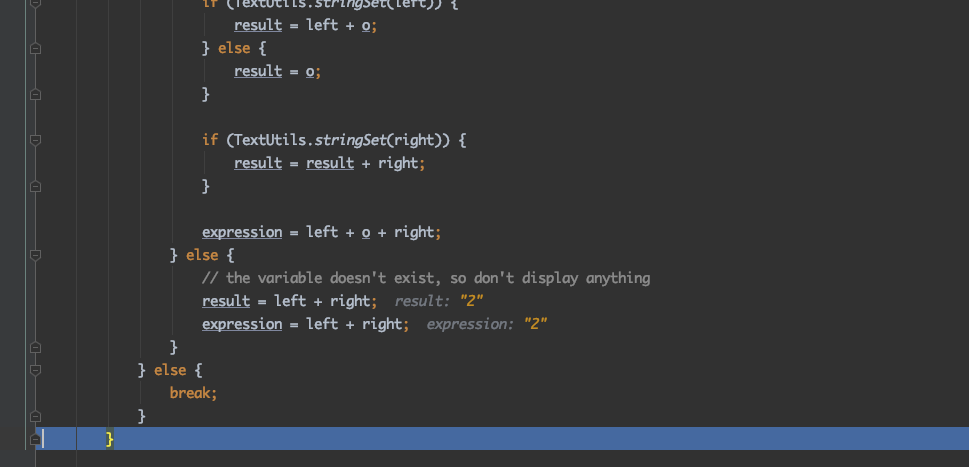 if (TextUtils.stringSet(left)) {
result = left + o;
} else {
result = o;
}
if (TextUtils.stringSet(right)) {
result = result + right;
}
expression = left + o + right;
} else {
// the variable doesn't exist, so don't display anything
result = left + right; result: "2"
expression = left + right; expression: "2"
}
} else {
break;
}
}